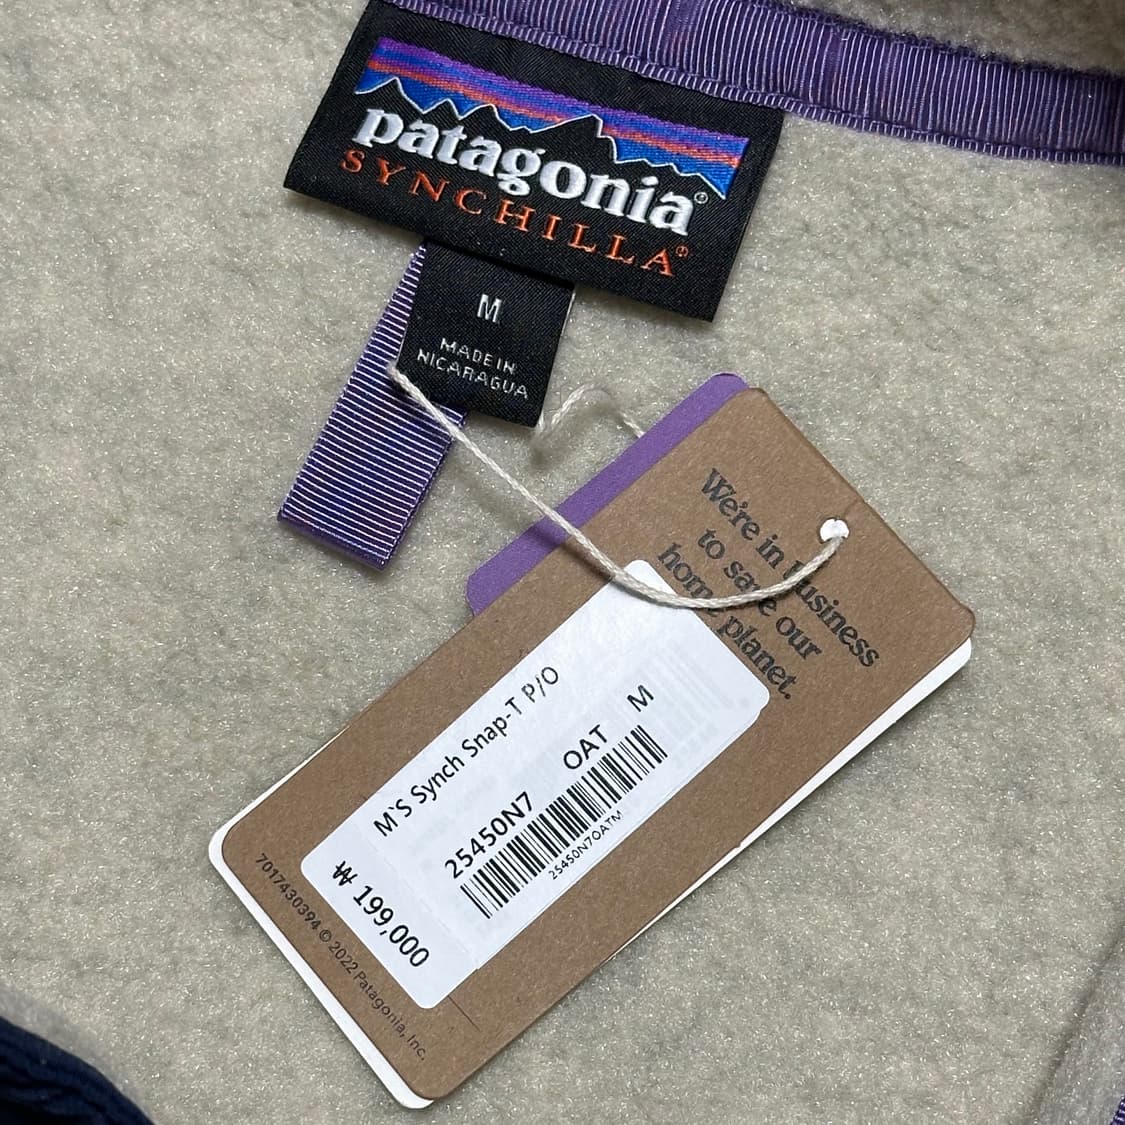 patagonia®
SYNCHILLA®
M
MADE IN
NICARAGUA
We're in business
to save our
home planet.
M`S Synch Snap-T P/O
25450N7 OAT M
25450N7OATM
₩ 199,000
7017430394 © 2022 Patagonia, Inc.